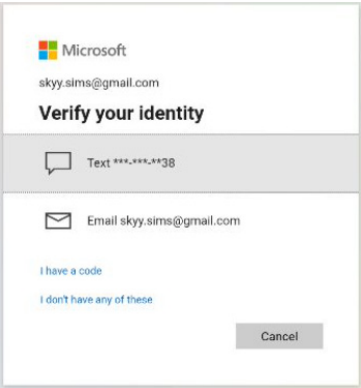 Microsoft
skyy.sims@gmail.com
Verify your identity
Text ***-***-**38
Email skyy.sims@gmail.com
I have a code
I don't have any of these
Cancel